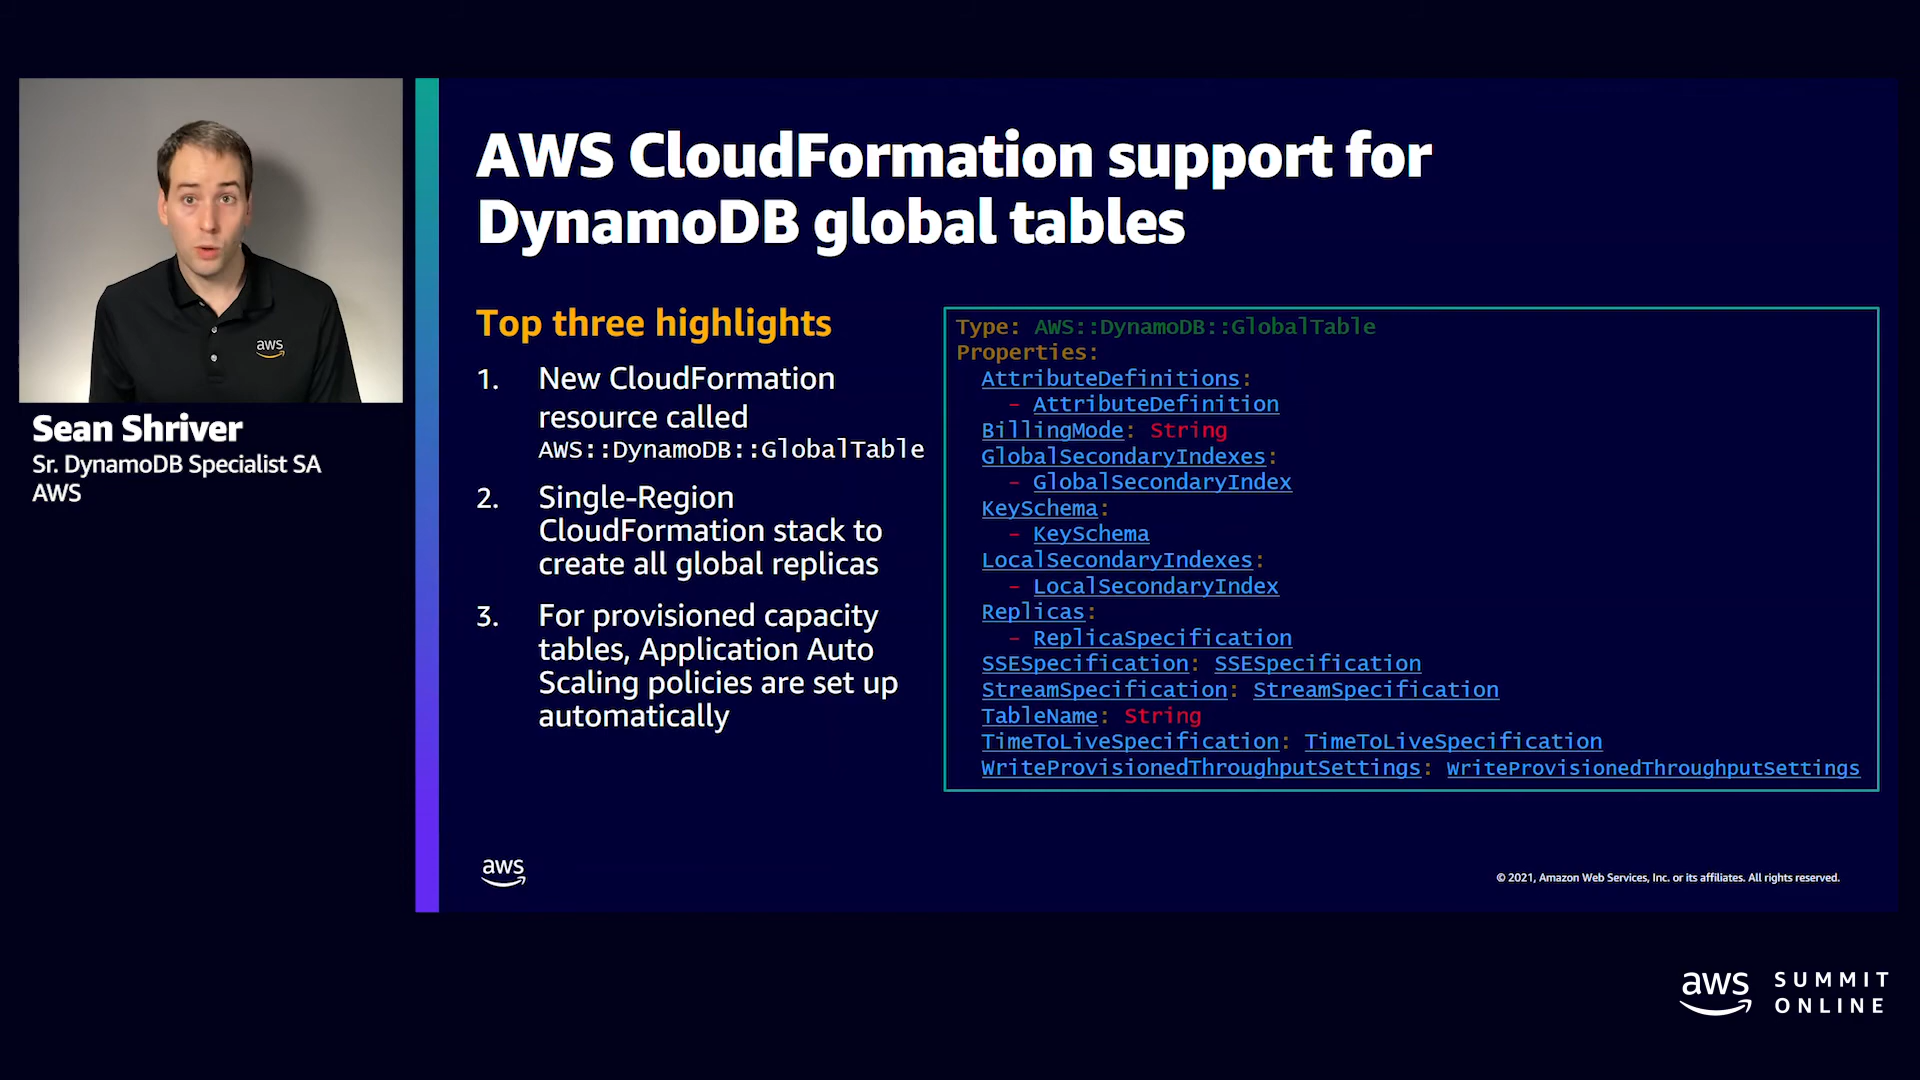 aws
Sean Shriver
Sr. DynamoDB Specialist SA
AWS
AWS CloudFormation support for
DynamoDB global tables
Top three highlights
1. New CloudFormation
resource called
AWS::DynamoDB::GlobalTable
2. Single-Region
CloudFormation stack to
create all global replicas
3. For provisioned capacity
tables, Application Auto
Scaling policies are set up
automatically
Type: AWS::DynamoDB::GlobalTable
Properties:
AttributeDefinitions:
- AttributeDefinition
BillingMode: String
GlobalSecondaryIndexes:
- GlobalSecondaryIndex
KeySchema:
- KeySchema
LocalSecondaryIndexes:
- LocalSecondaryIndex
Replicas:
- ReplicaSpecification
SSESpecification: SSESpecification
StreamSpecification: StreamSpecification
TableName: String
TimeToLiveSpecification: TimeToLiveSpecification
WriteProvisionedThroughputSettings: WriteProvisionedThroughputSettings
aws
© 2021, Amazon Web Services, Inc. or its affiliates. All rights reserved.
aws SUMMIT
ONLINE